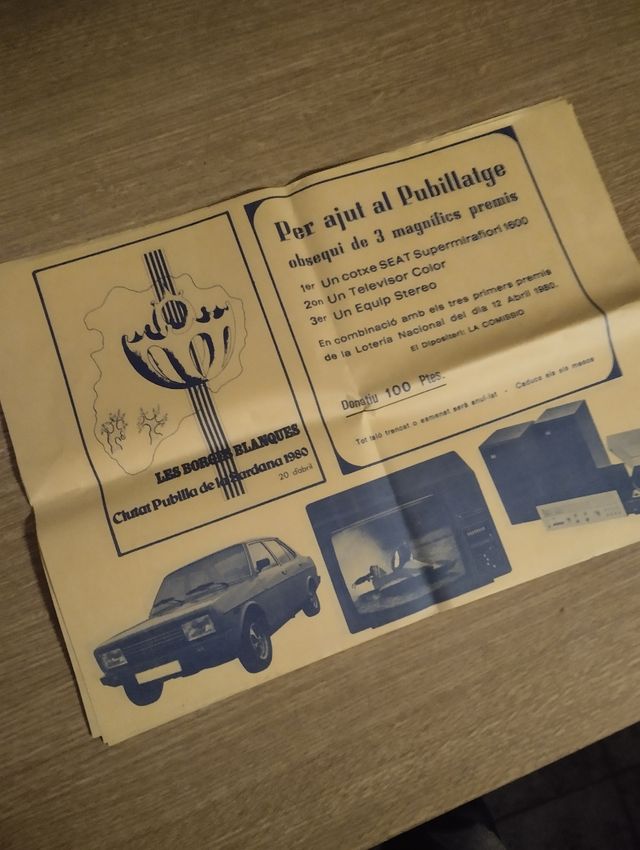 LES BORGES BLANQUES
Ciutat Pubilla de la Sardana 1980
20 d'abril
Per ajut al Pubillatge
obsequi de 3 magnífics premis
1er Un cotxe SEAT Supermirafiori 1600
2on Un Televisor Color
3er Un Equip Stereo
En combinació amb els tres primers premis
de la Loteria Nacional del dia 12 Abril 1980.
El Dipositari: LA COMISSIO
Donatiu 100 Ptes.
Tot taló trencat o esmenat serà anul·lat - Caduca als sis mesos